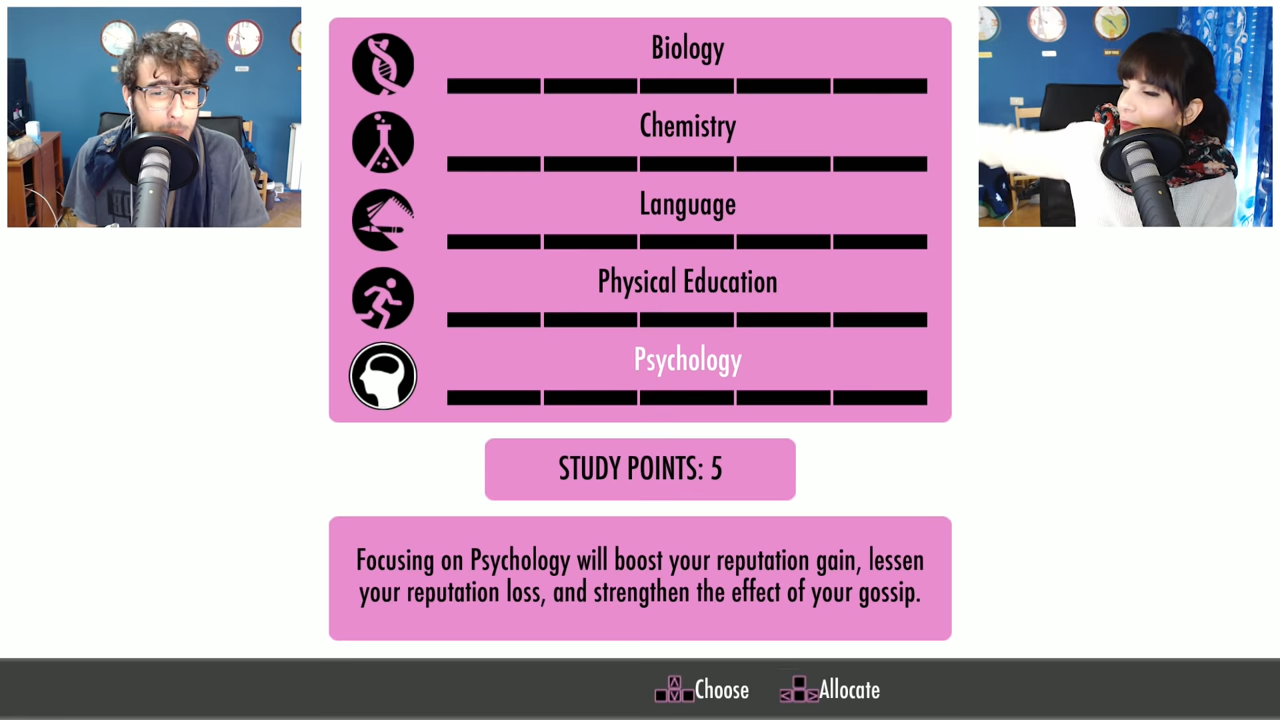 Biology
Chemistry
Language
Physical Education
Psychology
STUDY POINTS: 5
Focusing on Psychology will boost your reputation gain, lessen
your reputation loss, and strengthen the effect of your gossip.
Choose
Allocate